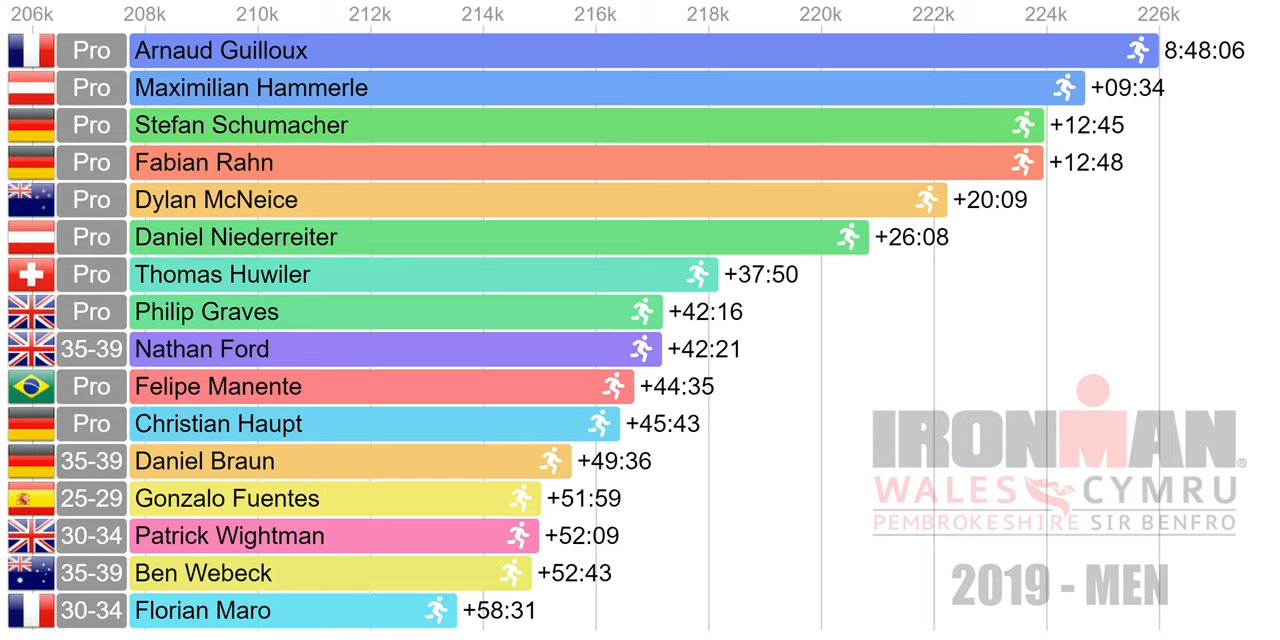 206k 208k 210k 212k 214k 216k 218k 220k 222k 224k 226k
Pro Arnaud Guilloux 8:48:06
Pro Maximilian Hammerle +09:34
Pro Stefan Schumacher +12:45
Pro Fabian Rahn +12:48
Pro Dylan McNeice +20:09
Pro Daniel Niederreiter +26:08
Pro Thomas Huwiler +37:50
Pro Philip Graves +42:16
35-39 Nathan Ford +42:21
Pro Felipe Manente +44:35
Pro Christian Haupt +45:43
35-39 Daniel Braun +49:36
25-29 Gonzalo Fuentes +51:59
30-34 Patrick Wightman +52:09
35-39 Ben Webeck +52:43
30-34 Florian Maro +58:31
IRONMAN®
WALES CYMRU
PEMBROKESHIRE SIR BENFRO
2019 - MEN